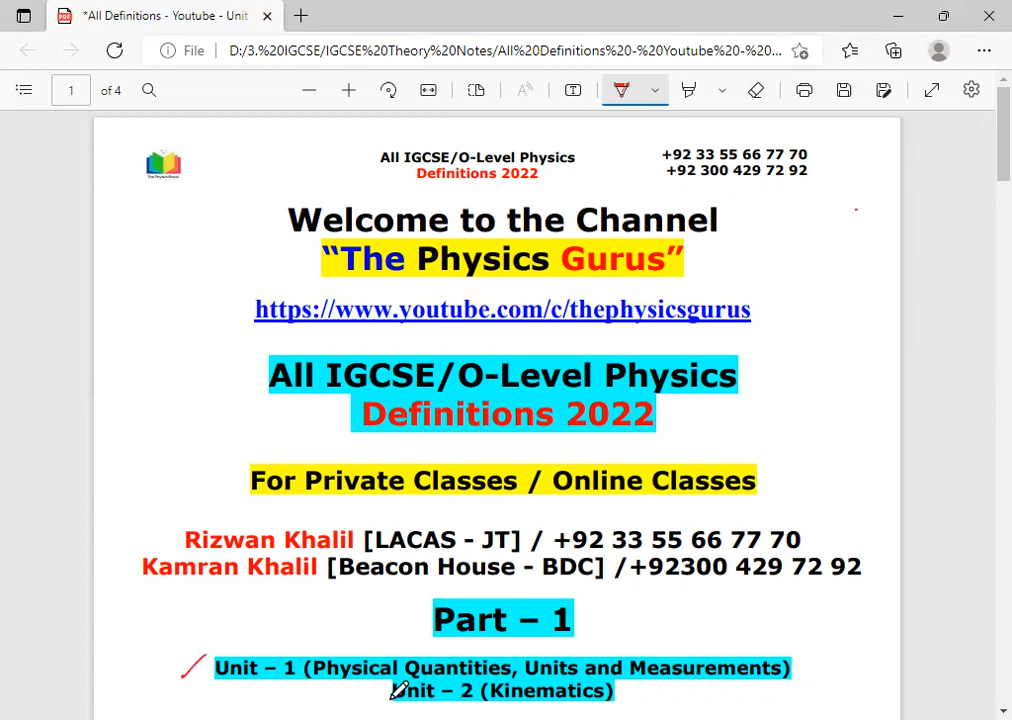 *All Definitions - Youtube - Unit
File
D:/3.%20IGCSE/IGCSE%20Theory%20Notes/All%20Definitions%20-%20Youtube%20-%20...
1 of 4
All IGCSE/O-Level Physics
Definitions 2022
+92 33 55 66 77 70
+92 300 429 72 92
Welcome to the Channel
“The Physics Gurus”
https://www.youtube.com/c/thephysicsgurus
All IGCSE/O-Level Physics
Definitions 2022
For Private Classes / Online Classes
Rizwan Khalil [LACAS - JT] / +92 33 55 66 77 70
Kamran Khalil [Beacon House - BDC] /+92300 429 72 92
Part – 1
Unit – 1 (Physical Quantities, Units and Measurements)
Unit – 2 (Kinematics)